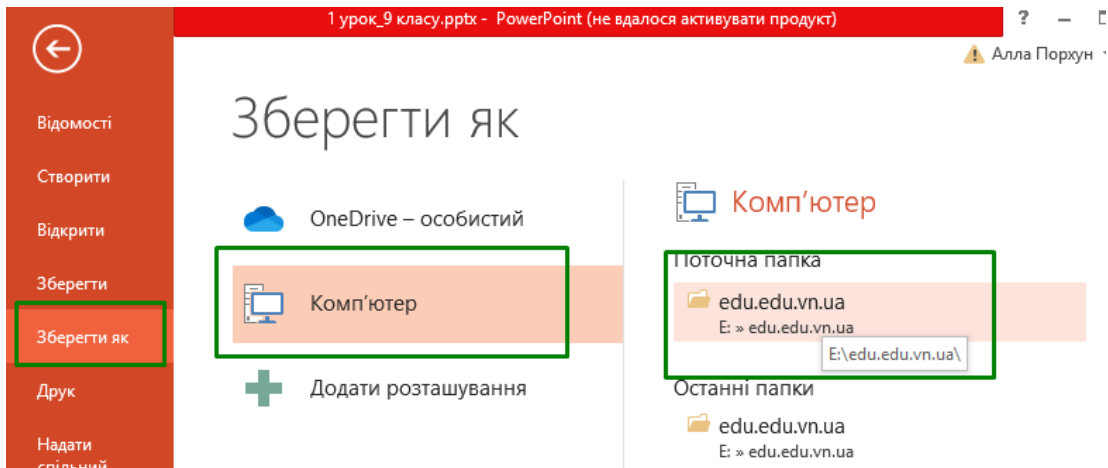 1 урок_9 класу.pptx - PowerPoint (не вдалося активувати продукт)
?
Алла Порхун
Відомості
Створити
Відкрити
Зберегти
Зберегти як
Друк
Надати
спільний
Зберегти як
OneDrive – особистий
Комп'ютер
Додати розташування
Комп'ютер
Поточна папка
edu.edu.vn.ua
E: » edu.edu.vn.ua
E:\edu.edu.vn.ua\
Останні папки
edu.edu.vn.ua
E: » edu.edu.vn.ua